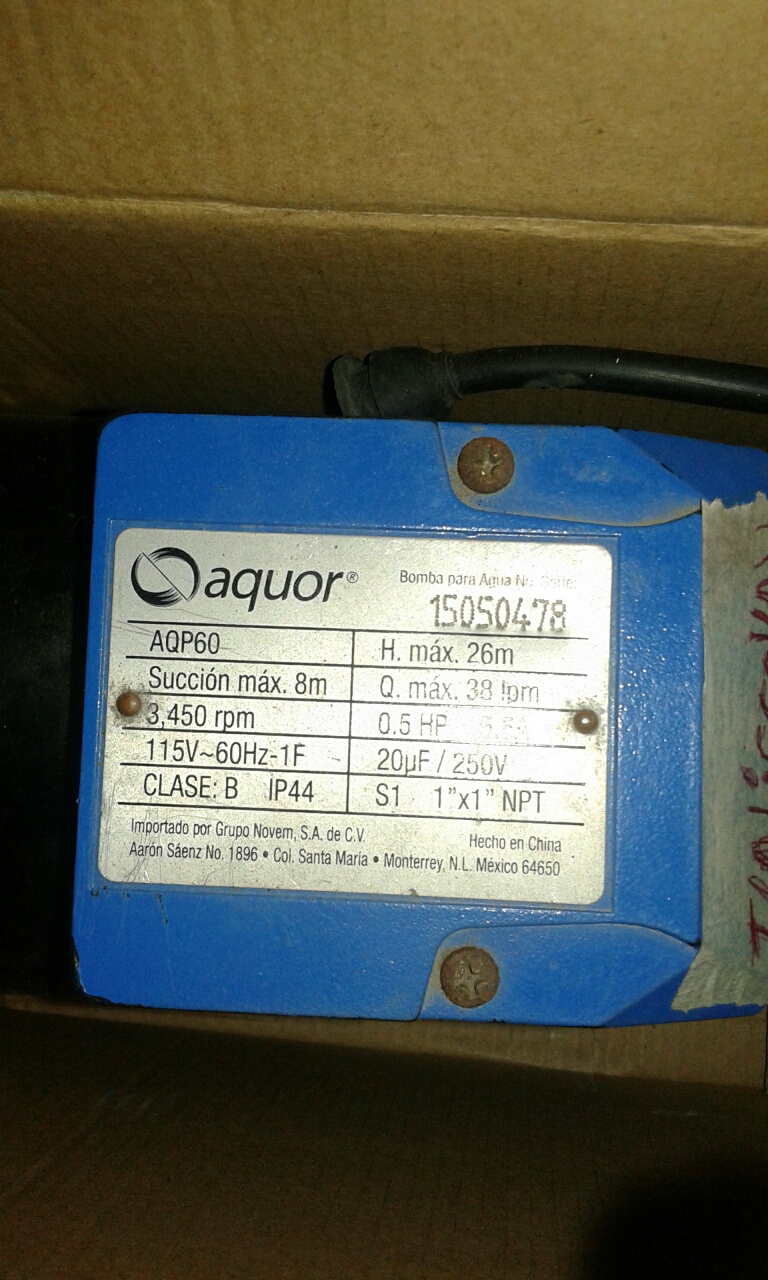 aquor®
Bomba para Agua No. Serie:
15050478
AQP60
H. máx. 26m
Succión máx. 8m
Q. máx. 38 lpm
3,450 rpm
0.5 HP
115V~60Hz-1F
20µF / 250V
CLASE: B IP44
S1 1”x1” NPT
Importado por Grupo Novem, S.A. de C.V.
Hecho en China
Aarón Sáenz No. 1896 • Col. Santa María • Monterrey, N.L. México 64650